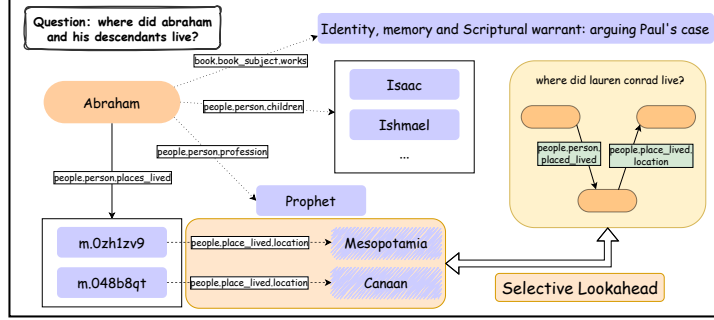 Question: where did abraham
and his descendants live?
Identity, memory and Scriptural warrant: arguing Paul's case
book.book_subject.works
Abraham
people.person.children
Isaac
Ishmael
...
where did lauren conrad live?
people.person.
placed_lived
people.place_lived.
location
people.person.profession
people.person.places_lived
Prophet
m.0zh1zv9
people.place_lived.location
Mesopotamia
m.048b8qt
people.place_lived.location
Canaan
Selective Lookahead